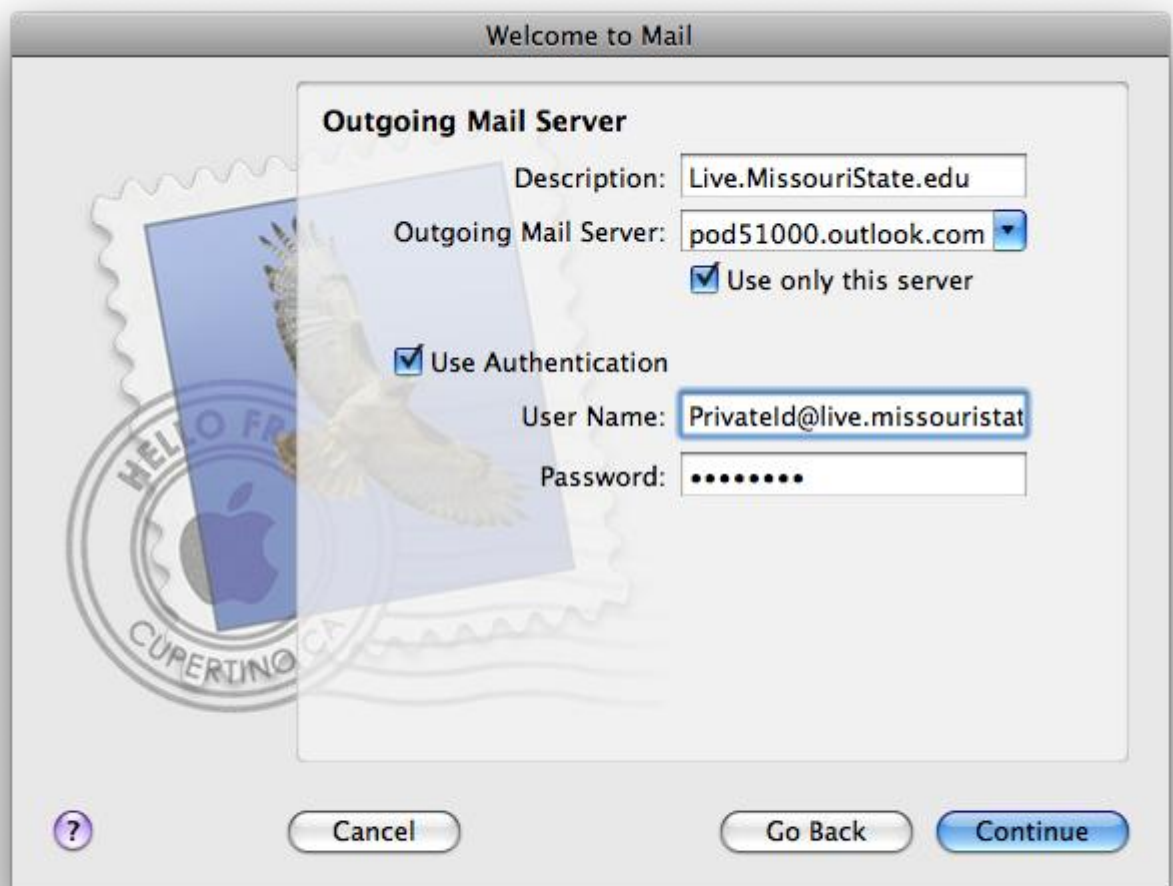 Welcome to Mail
Outgoing Mail Server
Description: Live.MissouriState.edu
Outgoing Mail Server: pod51000.outlook.com
Use only this server
Use Authentication
User Name: PrivateId@live.missouristat
Password: ••••••••
HELLO FR
CUPERTINO CA
? Cancel Go Back Continue